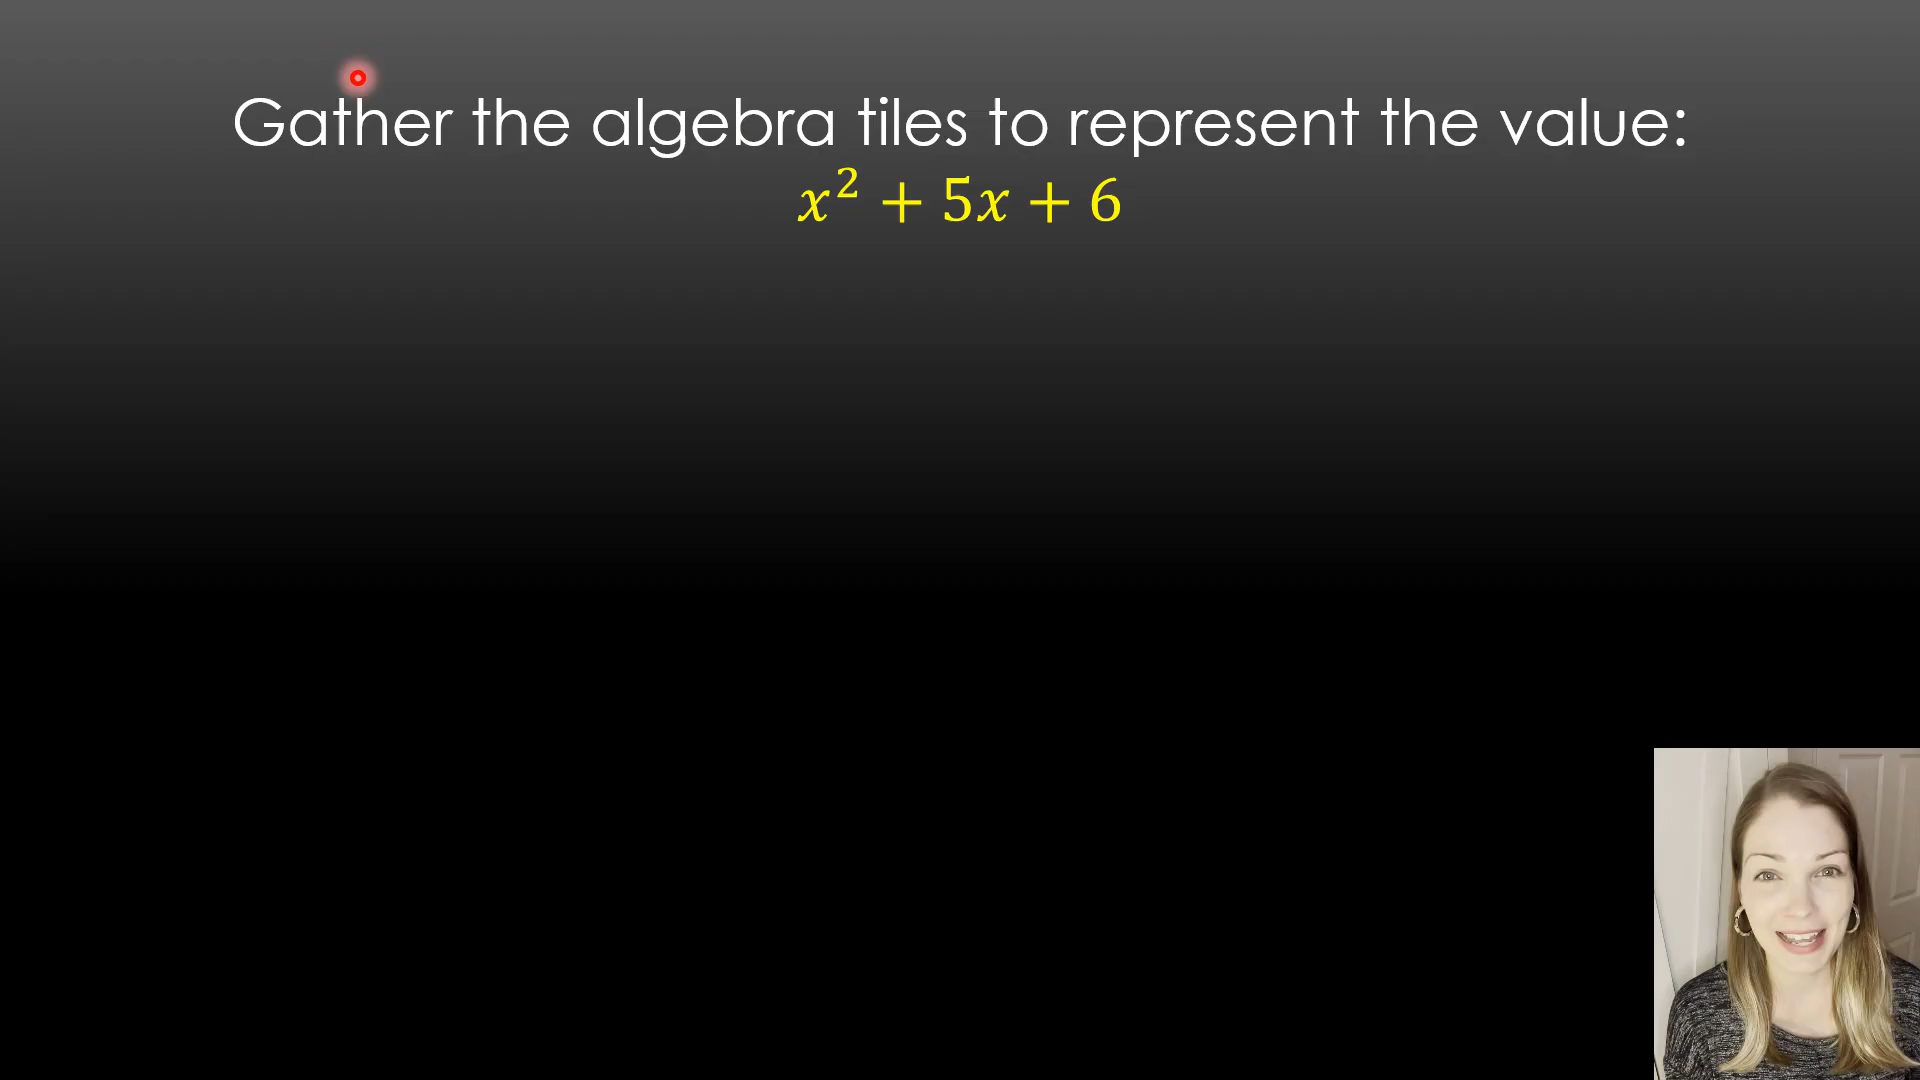 Gather the algebra tiles to represent the value:
x² + 5x + 6